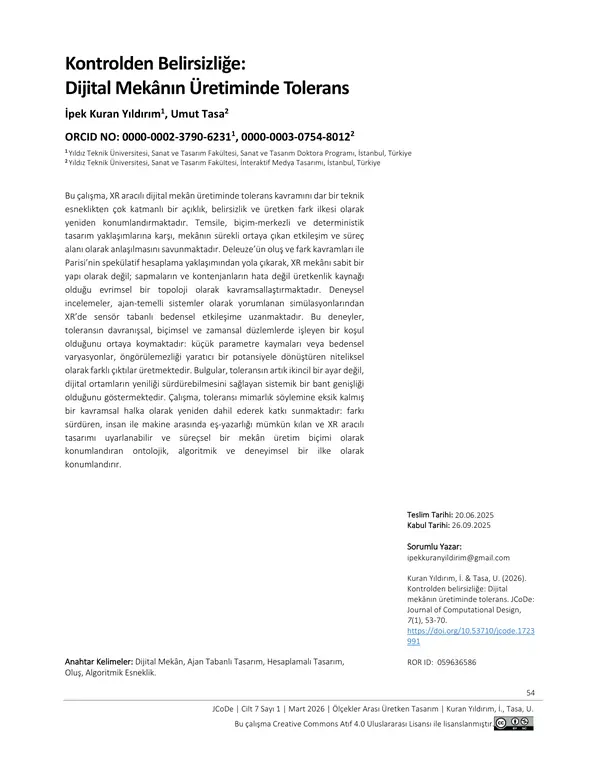 Kontrolden Belirsizliğe:
Dijital Mekânın Üretiminde Tolerans
İpek Kuran Yıldırım¹, Umut Tasa²
ORCID NO: 0000-0002-3790-6231¹, 0000-0003-0754-8012²
¹ Yıldız Teknik Üniversitesi, Sanat ve Tasarım Fakültesi, Sanat ve Tasarım Doktora Programı, İstanbul, Türkiye
² Yıldız Teknik Üniversitesi, Sanat ve Tasarım Fakültesi, İnteraktif Medya Tasarımı, İstanbul, Türkiye
Bu çalışma, XR aracılı dijital mekân üretiminde tolerans kavramını dar bir teknik
esneklikten çok katmanlı bir açıklık, belirsizlik ve üretken fark ilkesi olarak
yeniden konumlandırmaktadır. Temsile, biçim-merkezli ve deterministik
tasarım yaklaşımlarına karşı, mekânın sürekli ortaya çıkan etkileşim ve süreç
alanı olarak anlaşılmasını savunmaktadır. Deleuze’ün oluş ve fark kavramları ile
Parisi’nin spekülatif hesaplama yaklaşımından yola çıkarak, XR mekânı sabit bir
yapı olarak değil; sapmaların ve kontenjanların hata değil üretkenlik kaynağı
olduğu evrimsel bir topoloji olarak kavramsallaştırmaktadır. Deneysel
incelemeler, ajan-temelli sistemler olarak yorumlanan simülasyonlarından
XR’de sensör tabanlı bedensel etkileşime uzanmaktadır. Bu deneyler,
toleransın davranışsal, biçimsel ve zamansal düzlemlerde işleyen bir koşul
olduğunu ortaya koymaktadır: küçük parametre kaymaları veya bedensel
varyasyonlar, öngörülemezliği yaratıcı bir potansiyele dönüştüren niteliksel
olarak farklı çıktılar üretmektedir. Bulgular, toleransın artık ikincil bir ayar değil,
dijital ortamların yeniliği sürdürebilmesini sağlayan sistemik bir bant genişliği
olduğunu göstermektedir. Çalışma, toleransı mimarlık söylemine eksik kalmış
bir kavramsal halka olarak yeniden dahil ederek katkı sunmaktadır: farkı
sürdüren, insan ile makine arasında eş-yazarlığı mümkün kılan ve XR aracılı
tasarımı uyarlanabilir ve süreçsel bir mekân üretim biçimi olarak
konumlandıran ontolojik, algoritmik ve deneyimsel bir ilke olarak
konumlandırır.
Teslim Tarihi: 20.06.2025
Kabul Tarihi: 26.09.2025
Sorumlu Yazar:
ipekkuranyildirim@gmail.com
Kuran Yıldırım, İ. & Tasa, U. (2026).
Kontrolden belirsizliğe: Dijital
mekânın üretiminde tolerans. JCoDe:
Journal of Computational Design,
7(1), 53-70.
https://doi.org/10.53710/jcode.1723
991
ROR ID: 059636586
Anahtar Kelimeler: Dijital Mekân, Ajan Tabanlı Tasarım, Hesaplamalı Tasarım,
Oluş, Algoritmik Esneklik.
54
JCoDe | Cilt 7 Sayı 1 | Mart 2026 | Ölçekler Arası Üretken Tasarım | Kuran Yıldırım, İ., Tasa, U.
Bu çalışma Creative Commons Atıf 4.0 Uluslararası Lisansı ile lisanslanmıştır.